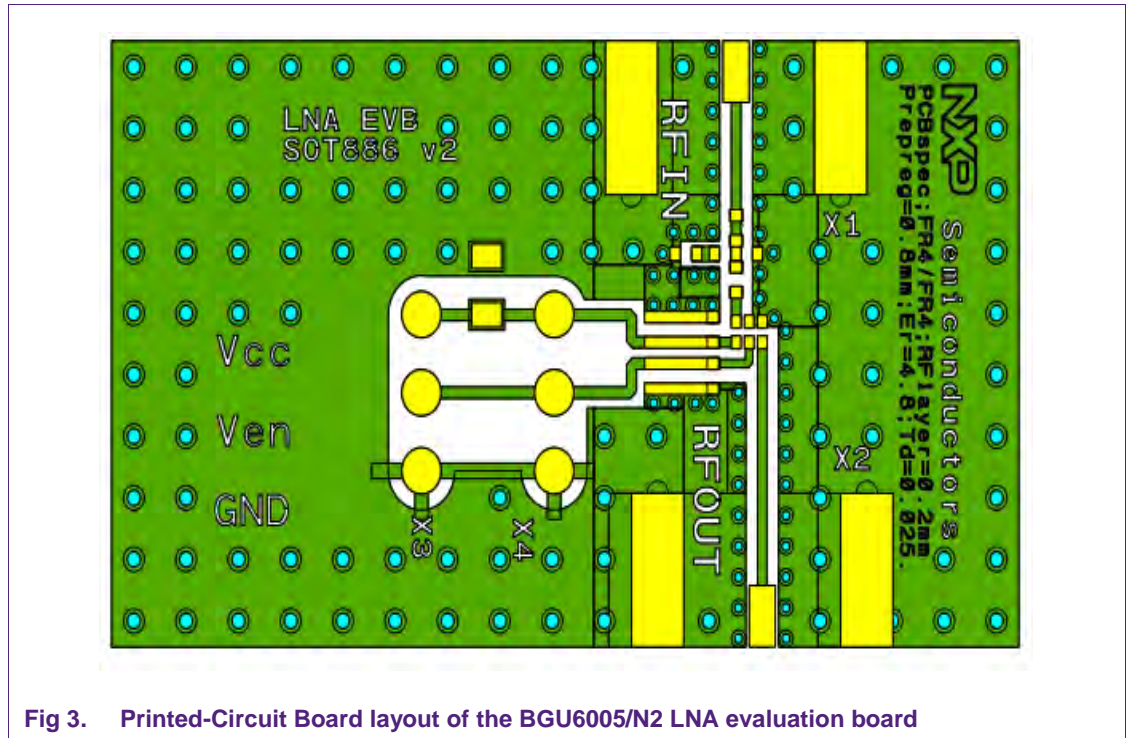 LNA EVB
SOT886 v2
RFIN
NXP Semiconductors.
PCBspec:FR4/FR4:RFlayer=0.2mm
Prepreg=0.8mm:Er=4.8:Td=0.025.
X1
Vcc
Ven
GND
X2
RFOUT
X3
X4
Fig 3. Printed-Circuit Board layout of the BGU6005/N2 LNA evaluation board